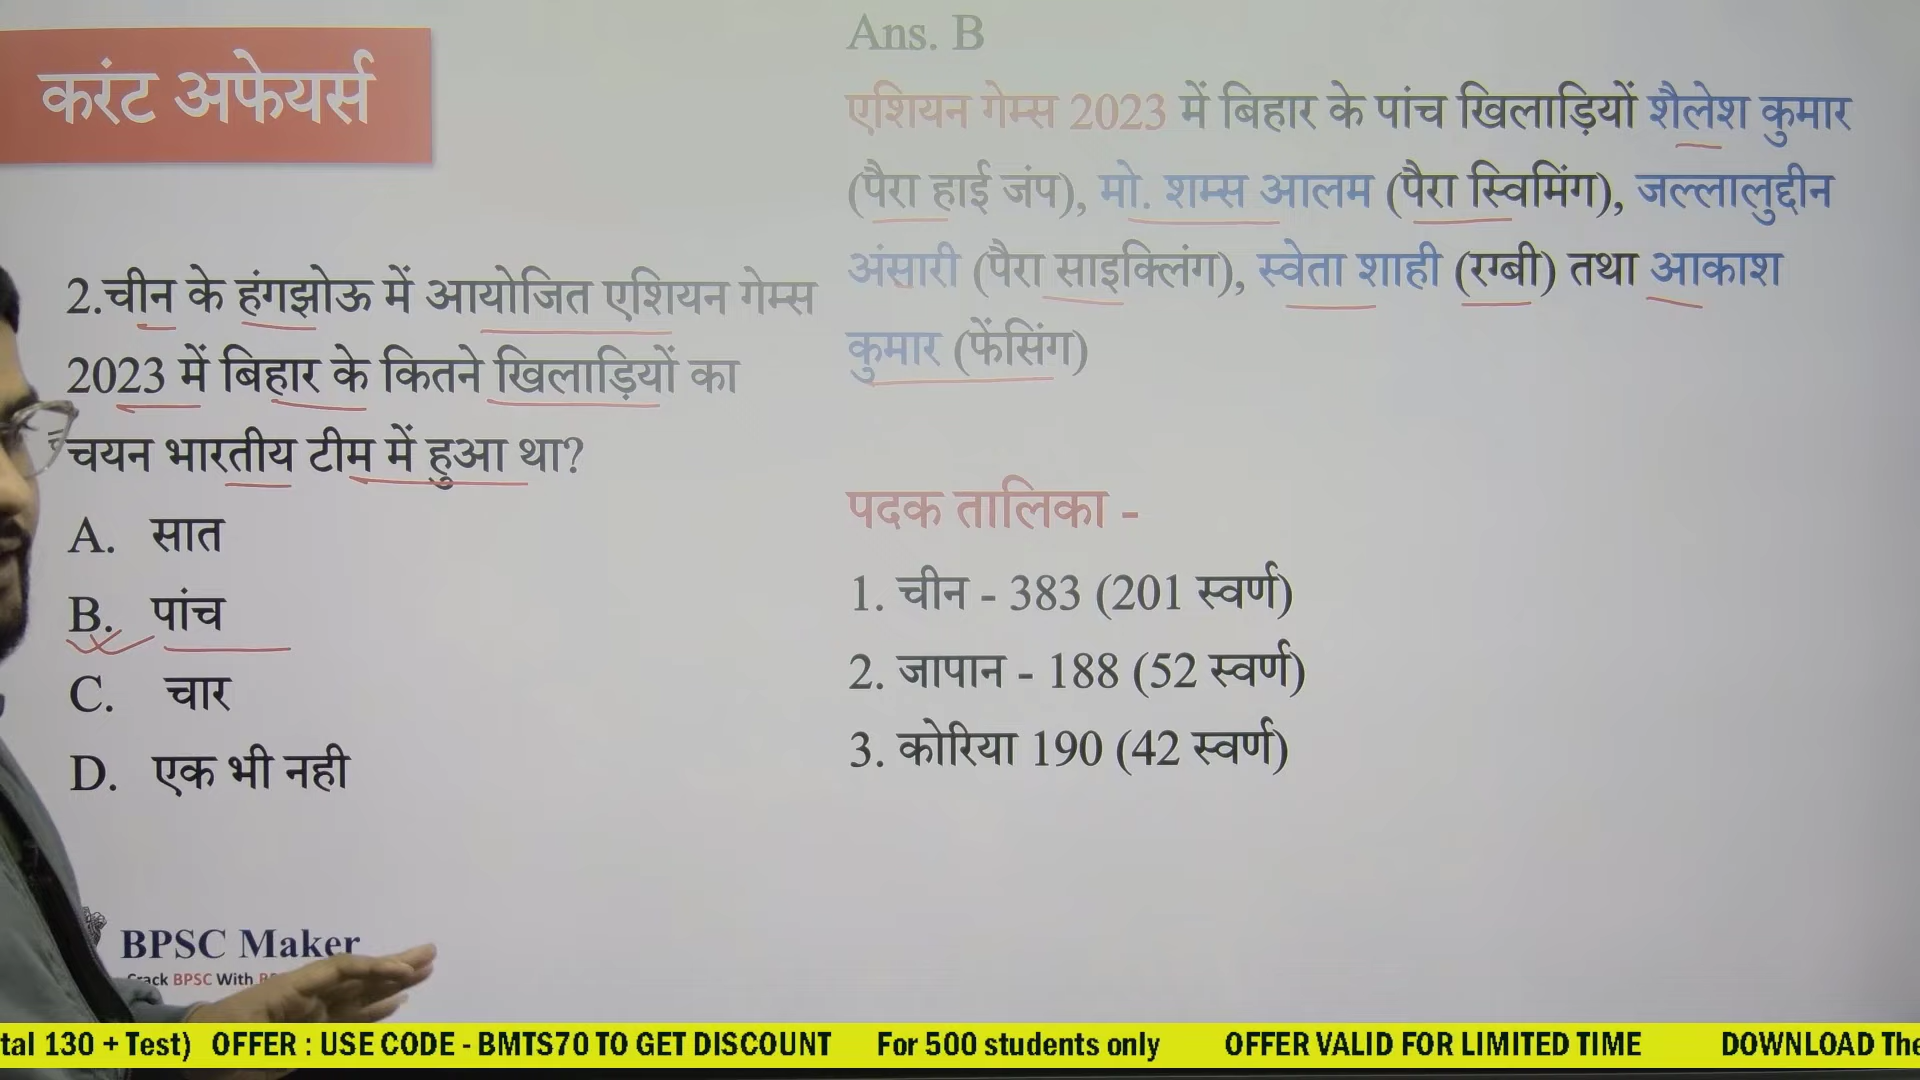 करंट अफेयर्स
2.चीन के हंगझोऊ में आयोजित एशियन गेम्स
2023 में बिहार के कितने खिलाड़ियों का
चयन भारतीय टीम में हुआ था?
A. सात
B. पांच
C. चार
D. एक भी नही
Ans. B
एशियन गेम्स 2023 में बिहार के पांच खिलाड़ियों शैलेश कुमार
(पैरा हाई जंप), मो. शम्स आलम (पैरा स्विमिंग), जल्लालुद्दीन
अंसारी (पैरा साइक्लिंग), स्वेता शाही (रग्बी) तथा आकाश
कुमार (फेंसिंग)
पदक तालिका -
1. चीन - 383 (201 स्वर्ण)
2. जापान - 188 (52 स्वर्ण)
3. कोरिया 190 (42 स्वर्ण)
BPSC Maker
Crack BPSC With
tal 130 + Test) OFFER : USE CODE - BMTS70 TO GET DISCOUNT For 500 students only OFFER VALID FOR LIMITED TIME DOWNLOAD The